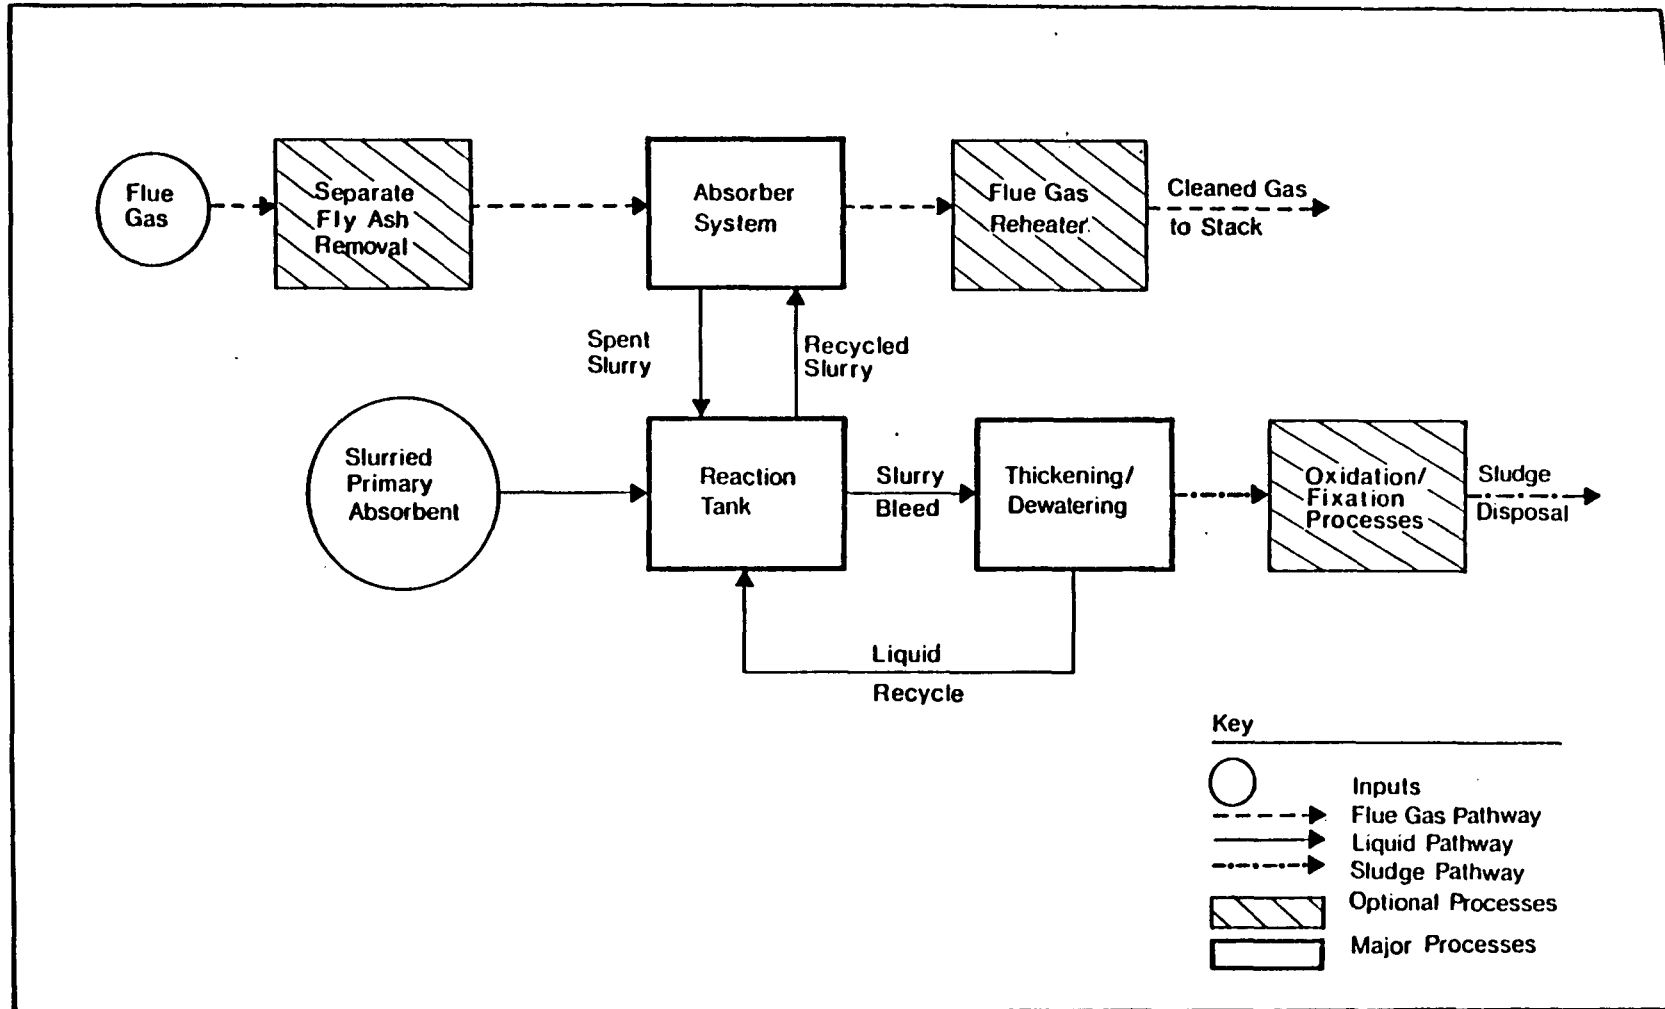 Flue
Gas
Separate
Fly Ash
Removal
Absorber
System
Flue Gas
Reheater
Cleaned Gas
to Stack
Spent
Slurry
Recycled
Slurry
Slurried
Primary
Absorbent
Reaction
Tank
Slurry
Bleed
Thickening/
Dewatering
Oxidation/
Fixation
Processes
Sludge
Disposal
Liquid
Recycle
Key
Inputs
Flue Gas Pathway
Liquid Pathway
Sludge Pathway
Optional Processes
Major Processes